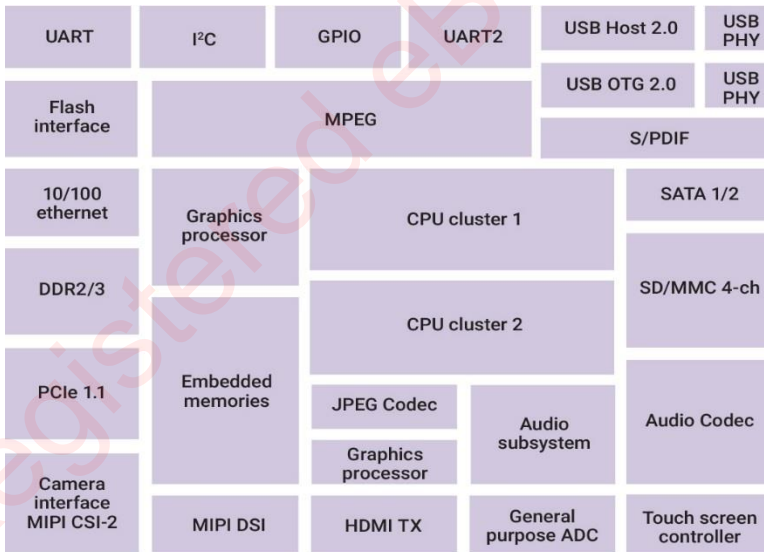 UART
I²C
GPIO
UART2
USB Host 2.0
USB
PHY
USB OTG 2.0
USB
PHY
Flash
interface
MPEG
S/PDIF
10/100
ethernet
Graphics
processor
CPU cluster 1
SATA 1/2
DDR2/3
SD/MMC 4-ch
CPU cluster 2
PCIe 1.1
Embedded
memories
JPEG Codec
Audio
subsystem
Audio Codec
Graphics
processor
Camera
interface
MIPI CSI-2
MIPI DSI
HDMI TX
General
purpose ADC
Touch screen
controller